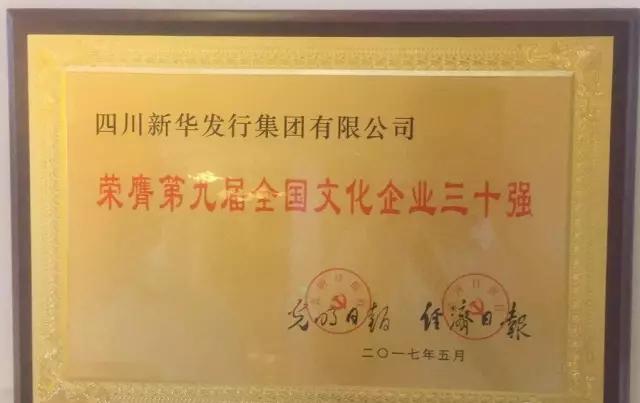 四川新华发行集团有限公司
荣膺第九届全国文化企业三十强
光明日报 经济日報
二〇一七年五月